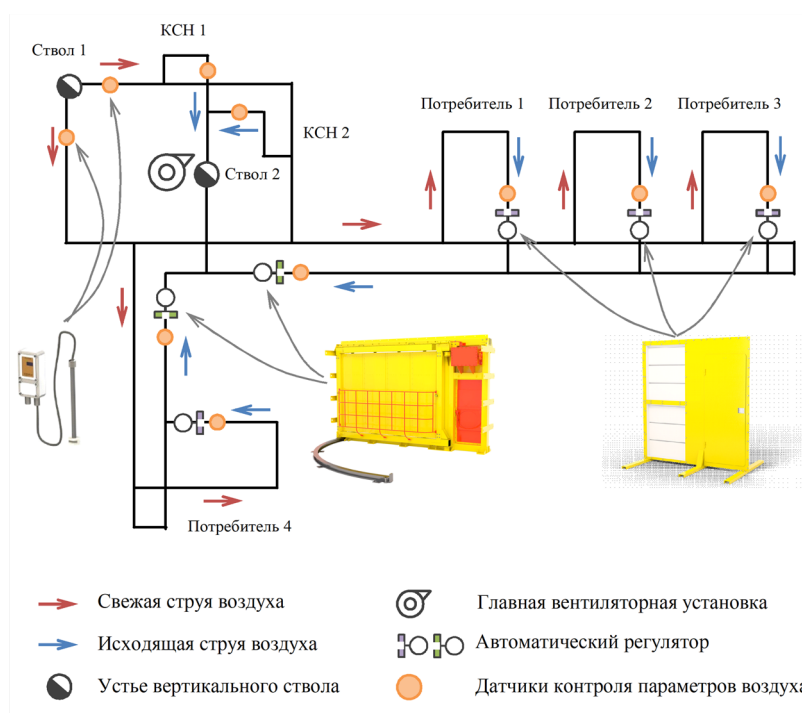 КСН 1
Ствол 1
Потребитель 1
Потребитель 2
Потребитель 3
КСН 2
Ствол 2
Потребитель 4
Свежая струя воздуха
Главная вентиляторная установка
Исходящая струя воздуха
Автоматический регулятор
Устье вертикального ствола
Датчики контроля параметров воздуха